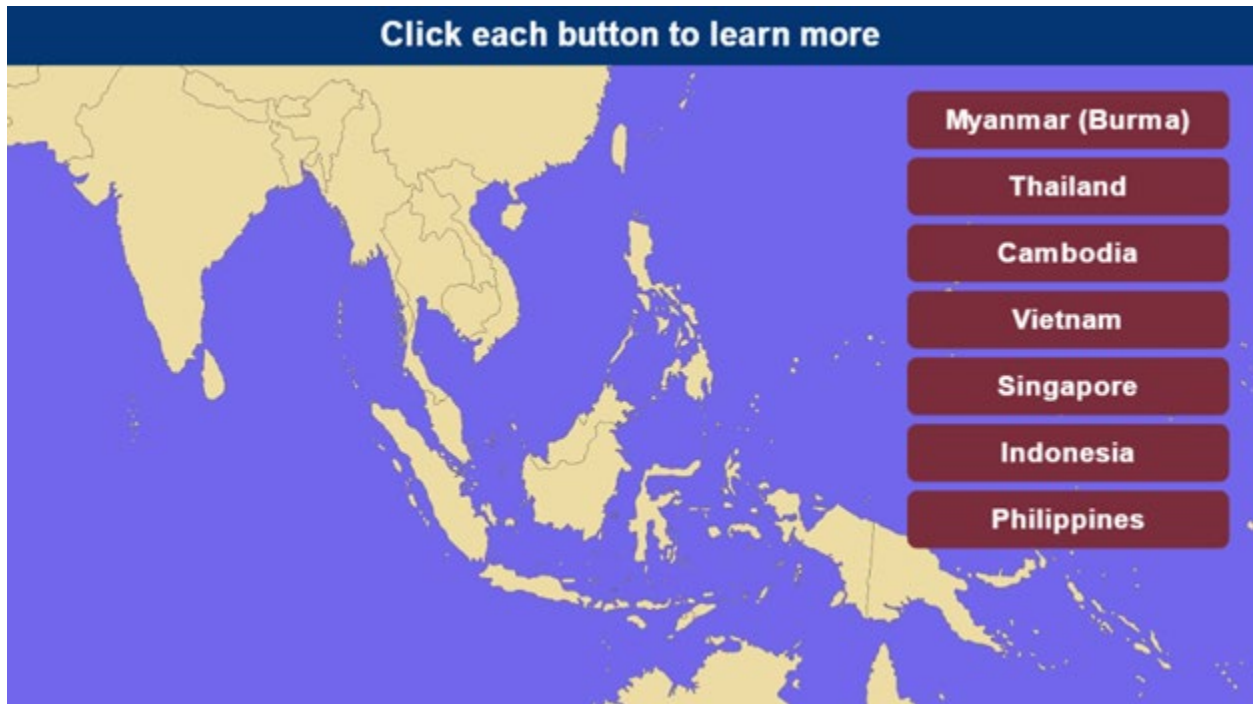 Click each button to learn more
Myanmar (Burma)
Thailand
Cambodia
Vietnam
Singapore
Indonesia
Philippines